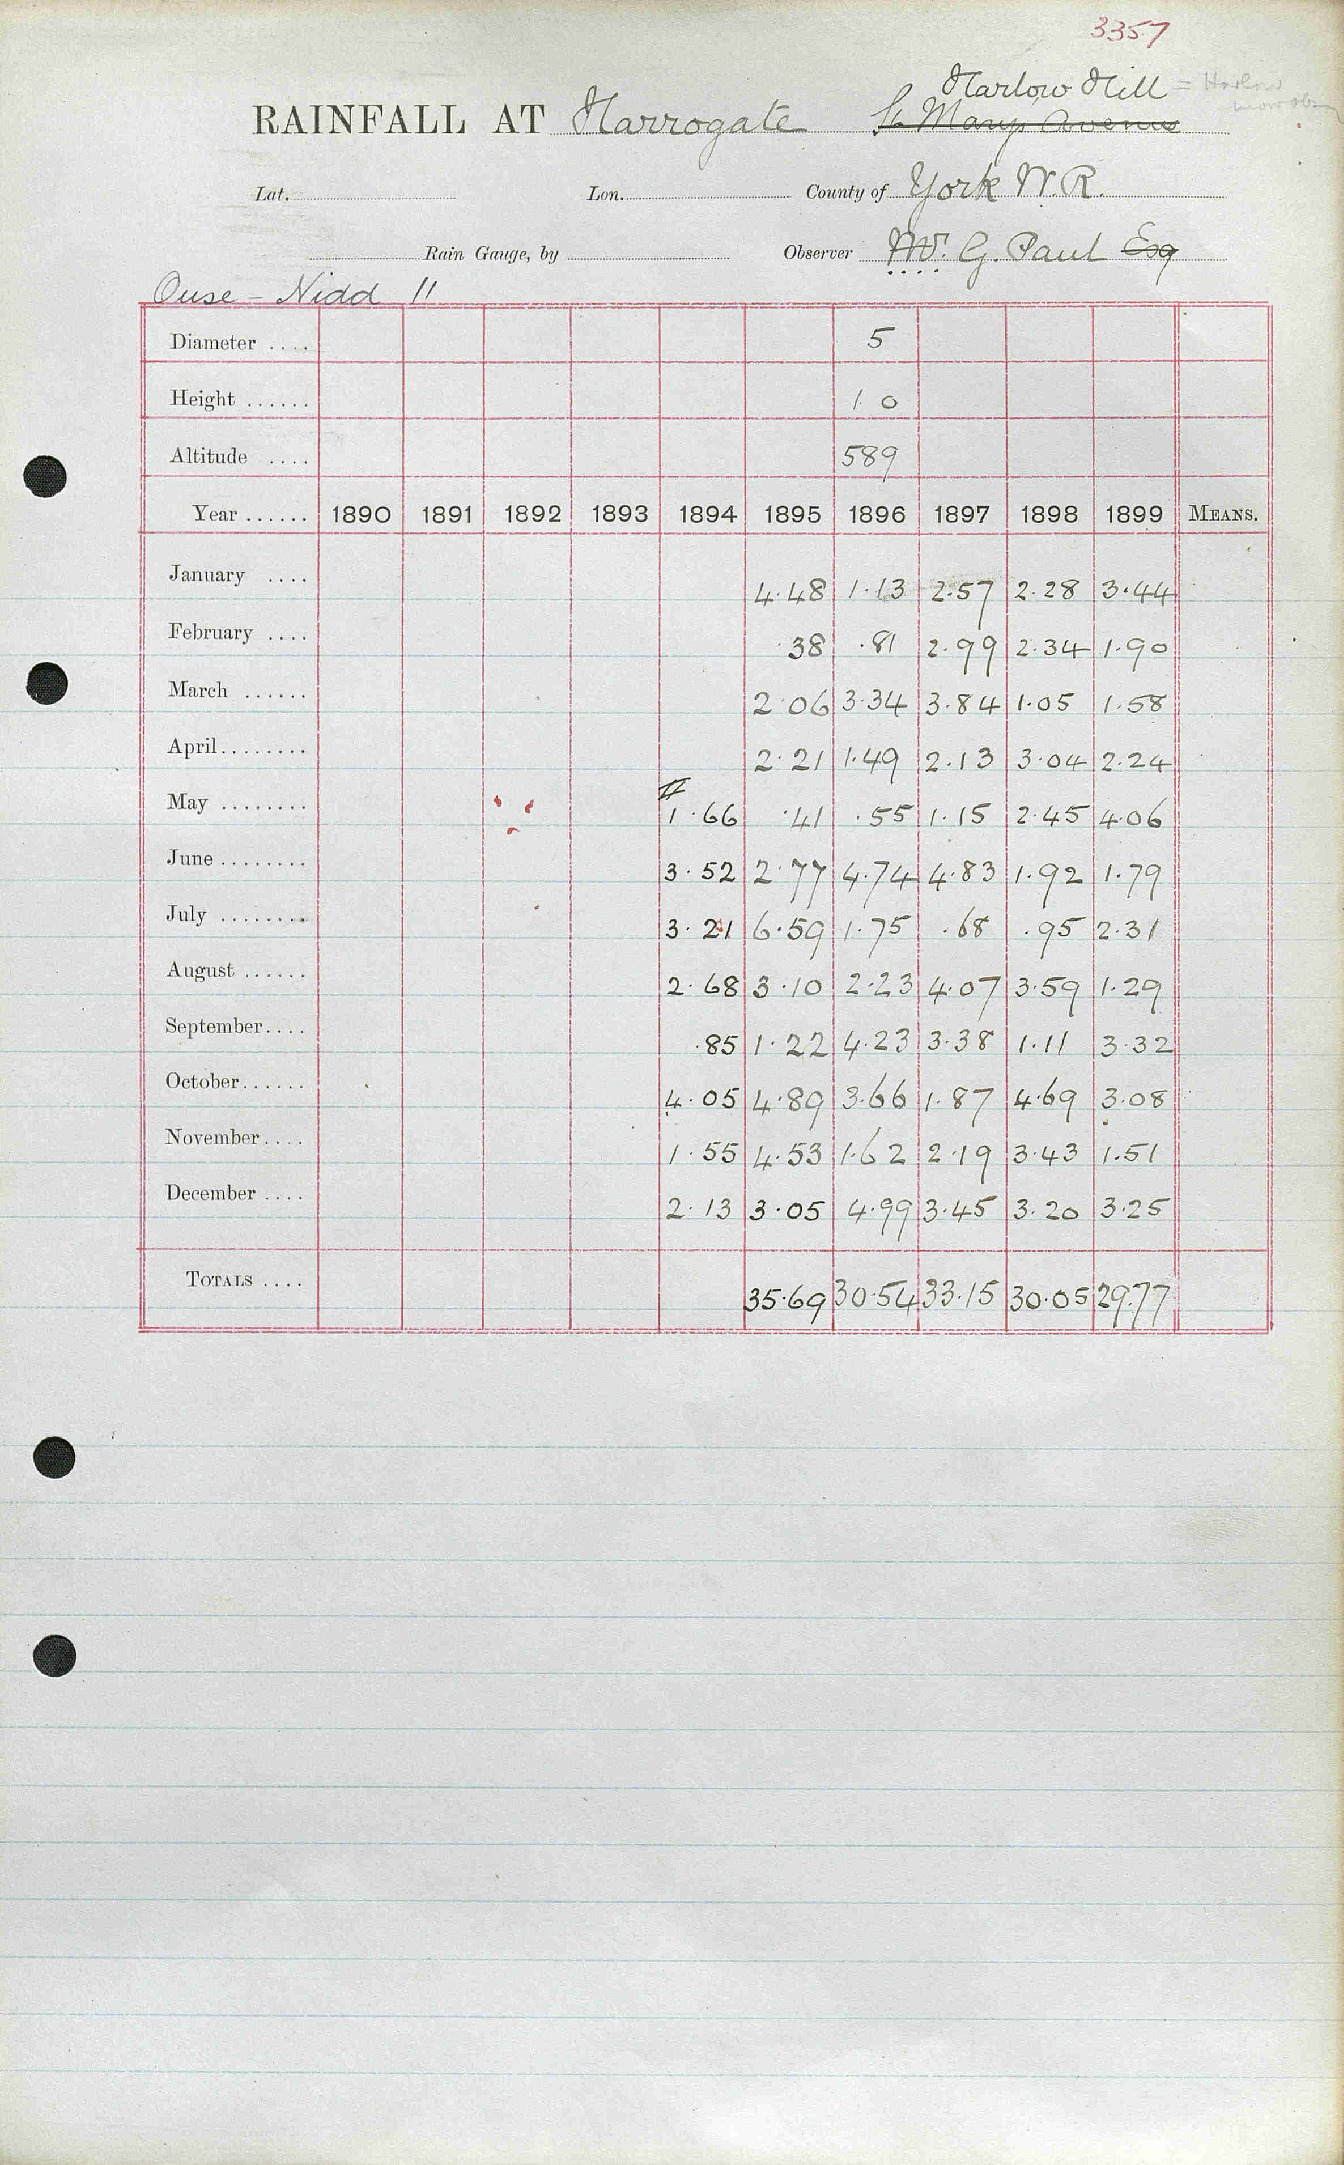 3357
Harlow Hill = Harlow
RAINFALL AT Harrogate St Mary's Avenue
Lat. Lon. County of York W.R.
Rain Gauge, by Observer Mr. G. Paul Esq
Ouse - Nidd 11
Diameter .... 5
Height ...... 1 0
Altitude .... 589
Year ...... 1890 1891 1892 1893 1894 1895 1896 1897 1898 1899 MEANS.
January .... 4.48 1.13 2.57 2.28 3.44
February .... .38 .81 2.99 2.34 1.90
March ...... 2.06 3.34 3.84 1.05 1.58
April........ 2.21 1.49 2.13 3.04 2.24
May ........ # 1.66 .41 .55 1.15 2.45 4.06
June ........ 3.52 2.77 4.74 4.83 1.92 1.79
July ........ 3.21 6.59 1.75 .68 .95 2.31
August ...... 2.68 3.10 2.23 4.07 3.59 1.29
September.... .85 1.22 4.23 3.38 1.11 3.32
October...... 4.05 4.89 3.66 1.87 4.69 3.08
November.... 1.55 4.53 1.62 2.19 3.43 1.51
December .... 2.13 3.05 4.99 3.45 3.20 3.25
TOTALS .... 35.69 30.54 33.15 30.05 29.77